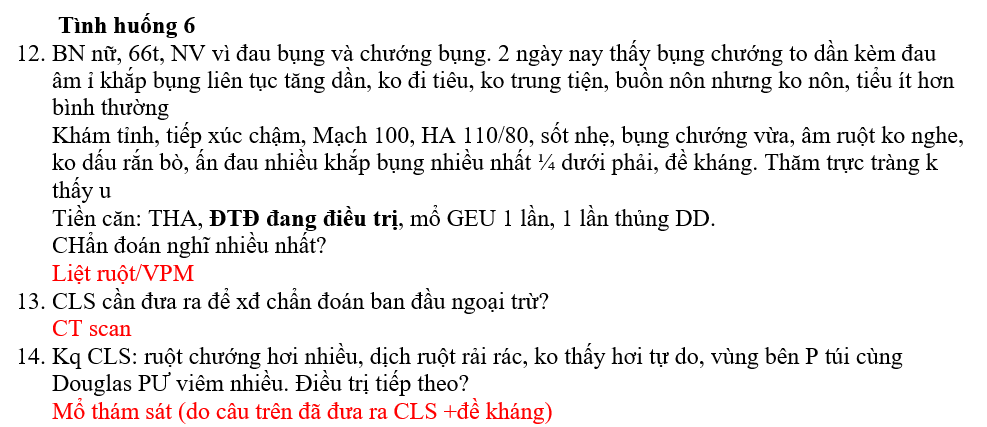 Tình huống 6
12. BN nữ, 66t, NV vì đau bụng và chướng bụng. 2 ngày nay thấy bụng chướng to dần kèm đau
âm ỉ khắp bụng liên tục tăng dần, ko đi tiêu, ko trung tiện, buồn nôn nhưng ko nôn, tiểu ít hơn
bình thường
Khám tỉnh, tiếp xúc chậm, Mạch 100, HA 110/80, sốt nhẹ, bụng chướng vừa, âm ruột ko nghe,
ko dấu rắn bò, ấn đau nhiều khắp bụng nhiều nhất ¼ dưới phải, đề kháng. Thăm trực tràng k
thấy u
Tiền căn: THA, ĐTĐ đang điều trị, mổ GEU 1 lần, 1 lần thủng DD.
CHẩn đoán nghĩ nhiều nhất?
Liệt ruột/VPM
13. CLS cần đưa ra để xđ chẩn đoán ban đầu ngoại trừ?
CT scan
14. Kq CLS: ruột chướng hơi nhiều, dịch ruột rải rác, ko thấy hơi tự do, vùng bên P túi cùng
Douglas PƯ viêm nhiều. Điều trị tiếp theo?
Mổ thám sát (do câu trên đã đưa ra CLS +đề kháng)